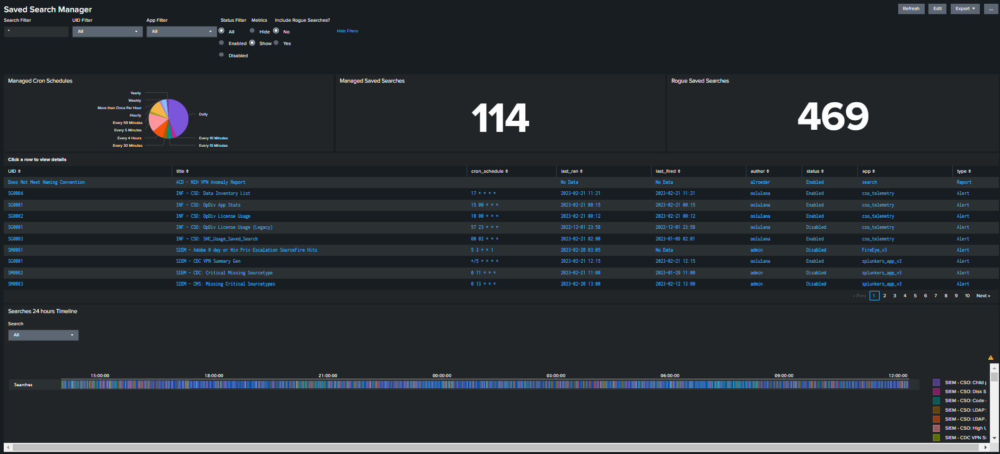 Saved Search Manager
Refresh Edit Export ...
Search Filter UID Filter App Filter Status Filter Metrics Include Rogue Searches?
* All All All Hide No Hide Filters
Enabled Show Yes
Disabled
Managed Cron Schedules
Yearly
Weekly
More than Once Per Hour
Hourly
Every 59 Minutes
Every 5 Minutes
Every 4 Hours
Every 30 Minutes
Daily
Every 10 Minutes
Every 15 Minutes
Managed Saved Searches
114
Rogue Saved Searches
469
Click a row to view details
UID title cron_schedule last_ran last_fired author status app type
Does Not Meet Naming Convention ACD - NIH VPN Anomaly Report No Data No Data alroeder Enabled search Report
SG0004 INF - CSO: Data Inventory List 17 * * * * 2023-02-21 11:21 2023-02-21 11:21 oolulana Enabled cso_telemetry Alert
SG0001 INF - CSO: OpDiv App Stats 15 00 * * * 2023-02-21 00:15 2023-02-21 00:15 oolulana Enabled cso_telemetry Alert
SG0002 INF - CSO: OpDiv License Usage 10 00 * * * 2023-02-21 00:12 2023-02-21 00:12 oolulana Enabled cso_telemetry Alert
SG0001 INF - CSO: OpDiv License Usage (Legacy) 57 23 * * * 2022-12-01 23:58 2022-12-01 23:58 oolulana Disabled cso_telemetry Alert
SG0003 INF - CSO: SHC_Usage_Saved_Search 00 02 * * * 2023-02-21 02:00 2023-01-09 02:01 oolulana Enabled cso_telemetry Alert
SM0061 SIEM - Adobe 0 day or Win Priv Escalation SourceFire Hits 5 3 * * 1 2023-02-20 03:05 No Data admin Disabled FireEye_v3 Alert
SG0001 SIEM - CDC VPN Summary Gen */5 * * * * 2023-02-21 12:15 2023-02-21 12:15 oolulana Enabled splunkers_app_v3 Alert
SM0062 SIEM - CDC: Critical Missing Sourcetype 0 11 * * * 2023-02-21 11:00 2023-01-29 11:00 admin Disabled splunkers_app_v3 Alert
SM0063 SIEM - CMS: Missing Critical Sourcetypes 0 13 * * * 2023-02-20 13:00 2023-02-12 13:00 admin Disabled splunkers_app_v3 Alert
« Prev 1 2 3 4 5 6 7 8 9 10 Next »
Searches 24 hours Timeline
Search
All
15:00:00 18:00:00 21:00:00 00:00:00 03:00:00 06:00:00 09:00:00 12:00:00
Searches
SIEM - CSO: Child
SIEM - CSO: Disk S
SIEM - CSO: Code
SIEM - CSO: LDAP
SIEM - CSO: LDAP
SIEM - CSO: High U
SIEM - CDC VPN S